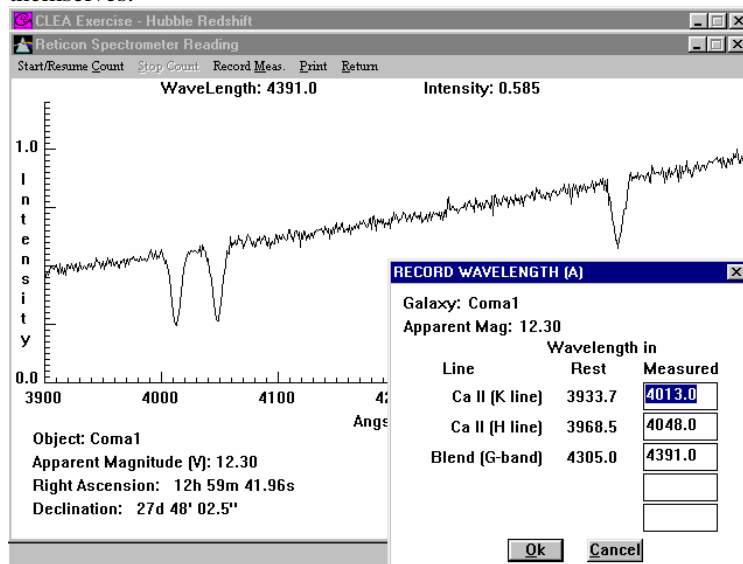 themselves.
CLEA Exercise - Hubble Redshift
Reticon Spectrometer Reading
Start/Resume Count Stop Count Record Meas. Print Return
WaveLength: 4391.0 Intensity: 0.585
1.0
Intensity
0.0
3900 4000 4100 42
Angs
Object: Coma1
Apparent Magnitude (V): 12.30
Right Ascension: 12h 59m 41.96s
Declination: 27d 48' 02.5"
RECORD WAVELENGTH (A)
Galaxy: Coma1
Apparent Mag: 12.30
Wavelength in
Line Rest Measured
Ca II (K line) 3933.7 4013.0
Ca II (H line) 3968.5 4048.0
Blend (G-band) 4305.0 4391.0
Ok Cancel